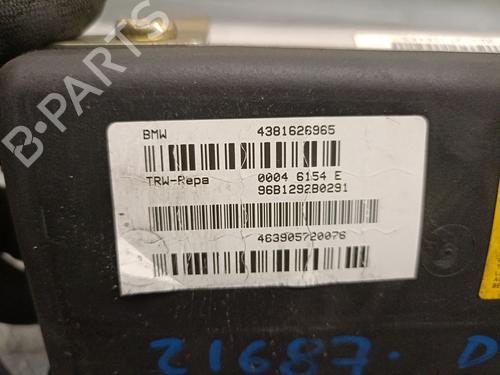 BMW 4381626965
TRW-Repa 0004 6154 E
96B1292B0291
463905720076
21687. D
B-PARTS